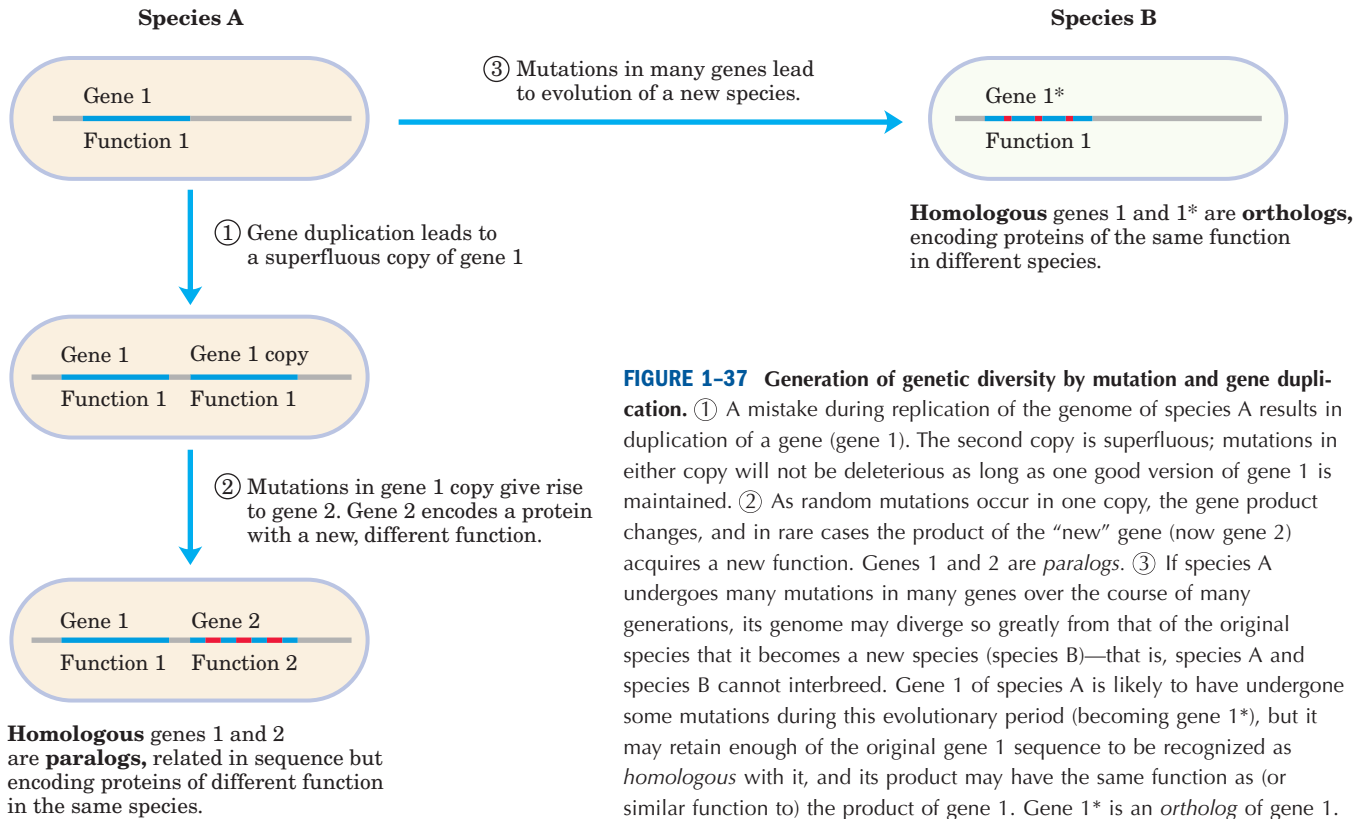 Species A
Species B
Gene 1
Function 1
③ Mutations in many genes lead
to evolution of a new species.
Gene 1*
Function 1
Homologous genes 1 and 1* are orthologs,
encoding proteins of the same function
in different species.
① Gene duplication leads to
a superfluous copy of gene 1
Gene 1 Gene 1 copy
Function 1 Function 1
② Mutations in gene 1 copy give rise
to gene 2. Gene 2 encodes a protein
with a new, different function.
Gene 1 Gene 2
Function 1 Function 2
Homologous genes 1 and 2
are paralogs, related in sequence but
encoding proteins of different function
in the same species.
FIGURE 1–37 Generation of genetic diversity by mutation and gene dupli-
cation. ① A mistake during replication of the genome of species A results in
duplication of a gene (gene 1). The second copy is superfluous; mutations in
either copy will not be deleterious as long as one good version of gene 1 is
maintained. ② As random mutations occur in one copy, the gene product
changes, and in rare cases the product of the “new” gene (now gene 2)
acquires a new function. Genes 1 and 2 are paralogs. ③ If species A
undergoes many mutations in many genes over the course of many
generations, its genome may diverge so greatly from that of the original
species that it becomes a new species (species B)—that is, species A and
species B cannot interbreed. Gene 1 of species A is likely to have undergone
some mutations during this evolutionary period (becoming gene 1*), but it
may retain enough of the original gene 1 sequence to be recognized as
homologous with it, and its product may have the same function as (or
similar function to) the product of gene 1. Gene 1* is an ortholog of gene 1.